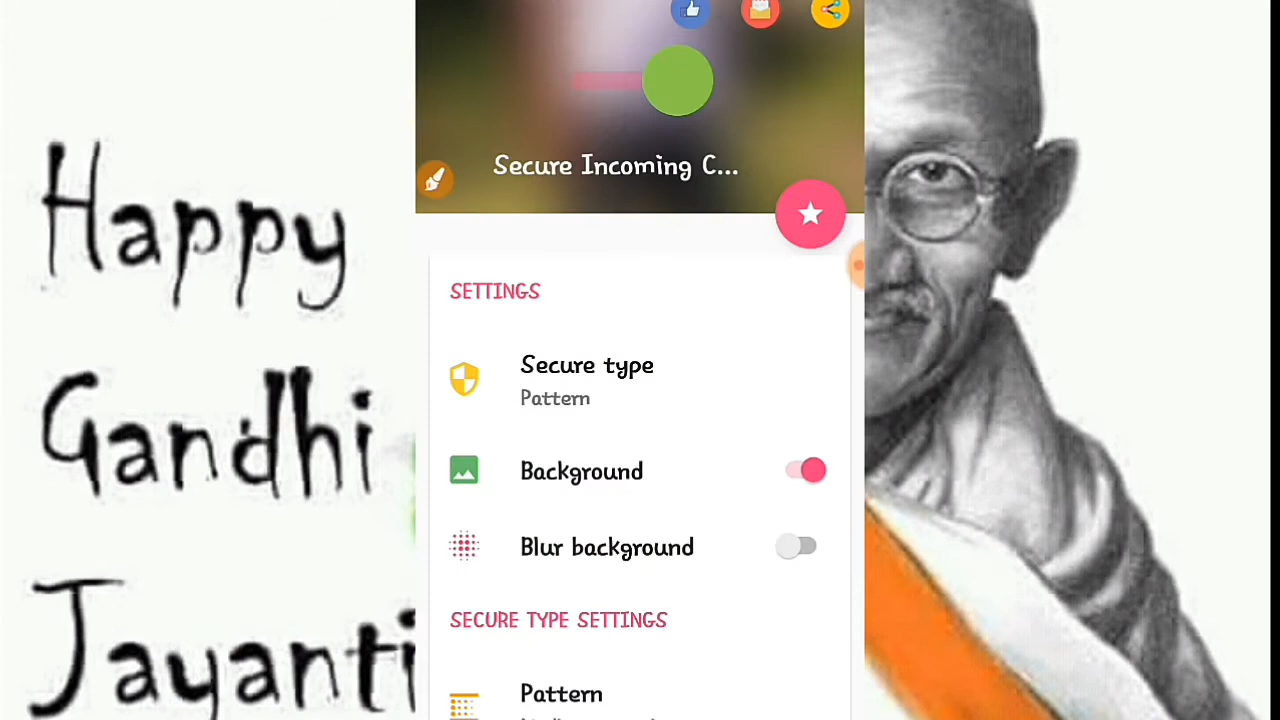 Happy
Gandhi
Jayanti
Secure Incoming C...
SETTINGS
Secure type
Pattern
Background
Blur background
SECURE TYPE SETTINGS
Pattern